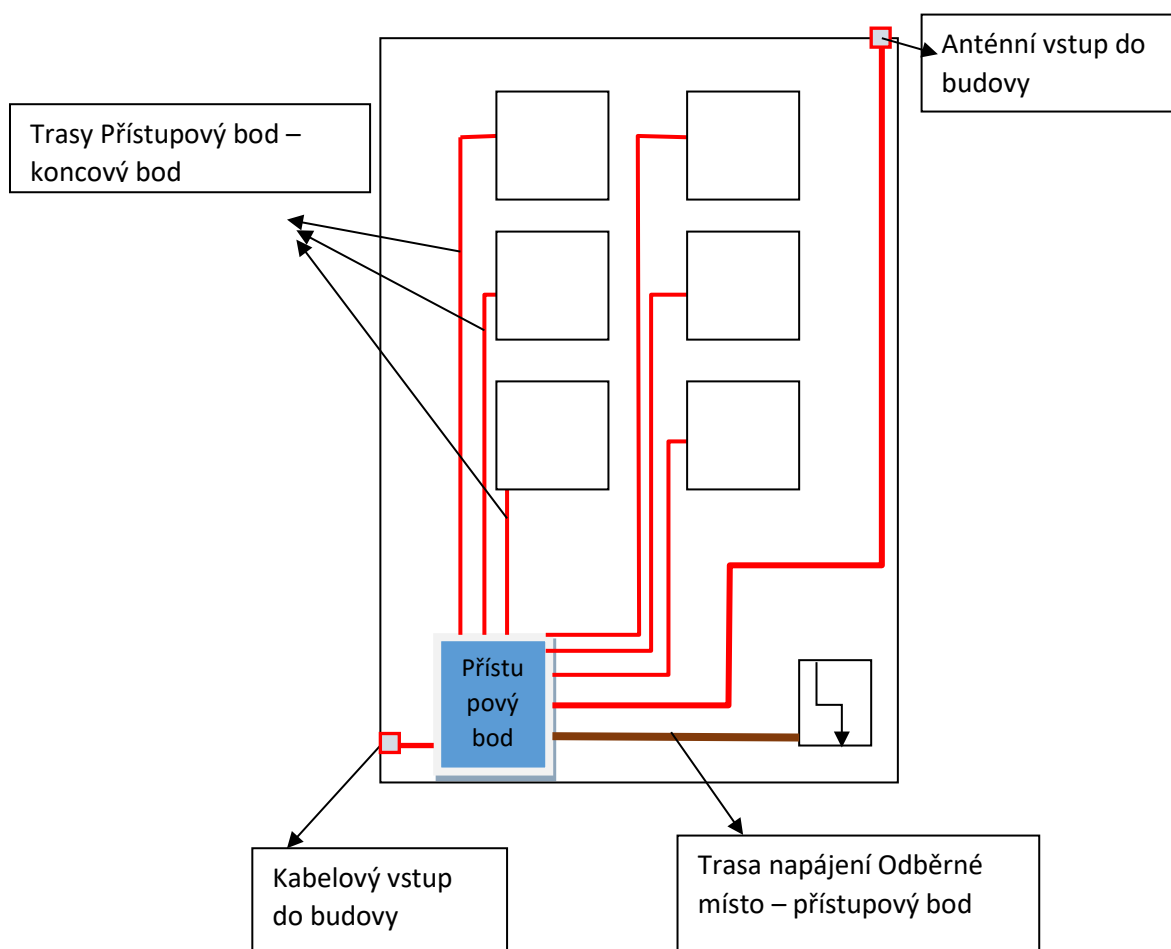 Anténní vstup do
budovy
Trasy Přístupový bod –
koncový bod
Přístu
pový
bod
Kabelový vstup
do budovy
Trasa napájení Odběrné
místo – přístupový bod